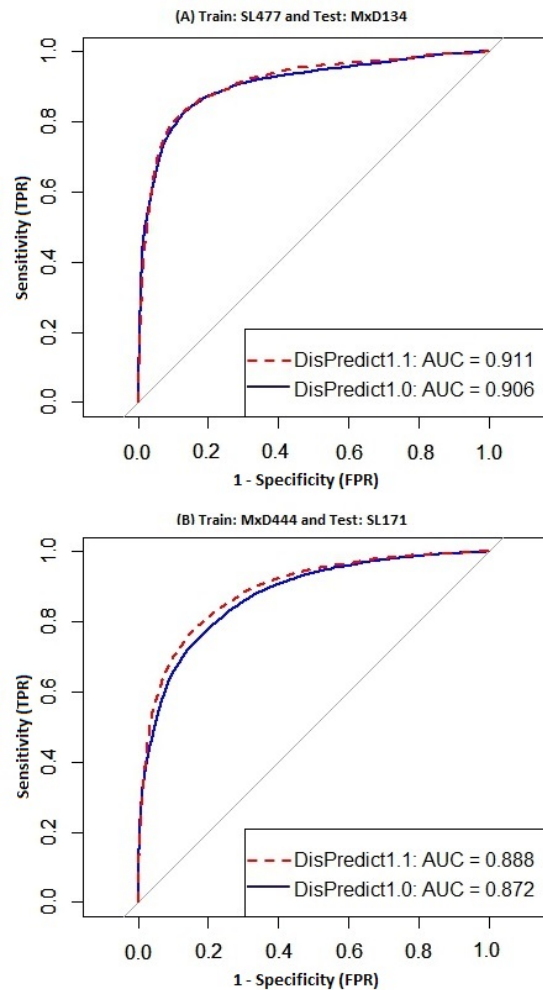 (A) Train: SL477 and Test: MxD134
1.0
0.8
0.6
0.4
0.2
0.0
Sensitivity (TPR)
DisPredict1.1: AUC = 0.911
DisPredict1.0: AUC = 0.906
0.0 0.2 0.4 0.6 0.8 1.0
1 - Specificity (FPR)
(B) Train: MxD444 and Test: SL171
1.0
0.8
0.6
0.4
0.2
0.0
Sensitivity (TPR)
DisPredict1.1: AUC = 0.888
DisPredict1.0: AUC = 0.872
0.0 0.2 0.4 0.6 0.8 1.0
1 - Specificity (FPR)